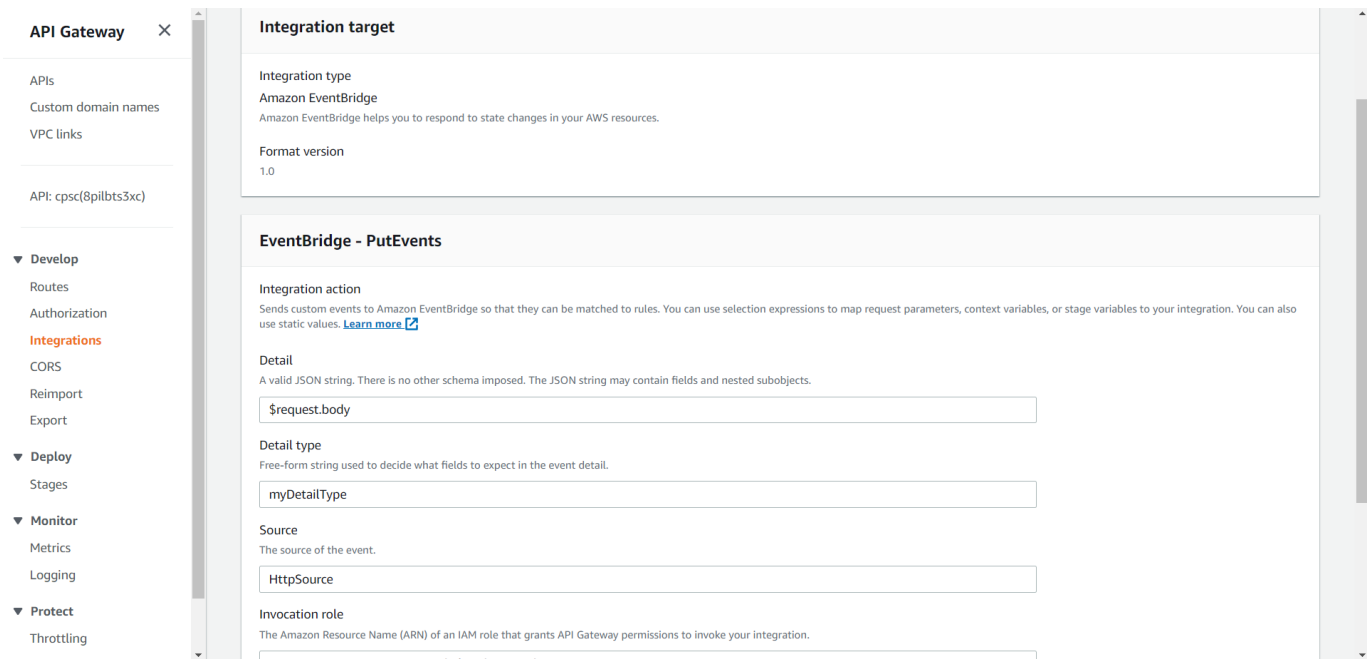 API Gateway
APIs
Custom domain names
VPC links
API: cpsc(8pilbts3xc)
Develop
Routes
Authorization
Integrations
CORS
Reimport
Export
Deploy
Stages
Monitor
Metrics
Logging
Protect
Throttling
Integration target
Integration type
Amazon EventBridge
Amazon EventBridge helps you to respond to state changes in your AWS resources.
Format version
1.0
EventBridge - PutEvents
Integration action
Sends custom events to Amazon EventBridge so that they can be matched to rules. You can use selection expressions to map request parameters, context variables, or stage variables to your integration. You can also
use static values. Learn more
Detail
A valid JSON string. There is no other schema imposed. The JSON string may contain fields and nested subobjects.
$request.body
Detail type
Free-form string used to decide what fields to expect in the event detail.
myDetailType
Source
The source of the event.
HttpSource
Invocation role
The Amazon Resource Name (ARN) of an IAM role that grants API Gateway permissions to invoke your integration.